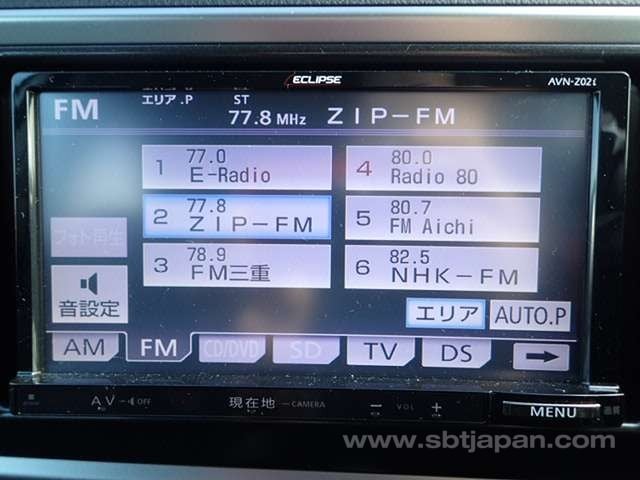 ECLIPSE
AVN-Z02i
FM
エリア.P
ST
77.8 MHz ZIP-FM
1 77.0 E-Radio
4 80.0 Radio 80
2 77.8 ZIP-FM
5 80.7 FM Aichi
3 78.9 FM三重
6 82.5 NHK-FM
フォト再生
音設定
エリア
AUTO.P
AM
FM
CD/DVD
SD
TV
DS
AV OFF
現在地 CAMERA
VOL
MENU
画質
www.sbtjapan.com